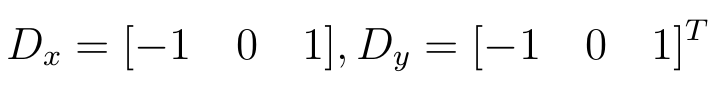 D_x = [−1 0 1], D_y = [−1 0 1]^T